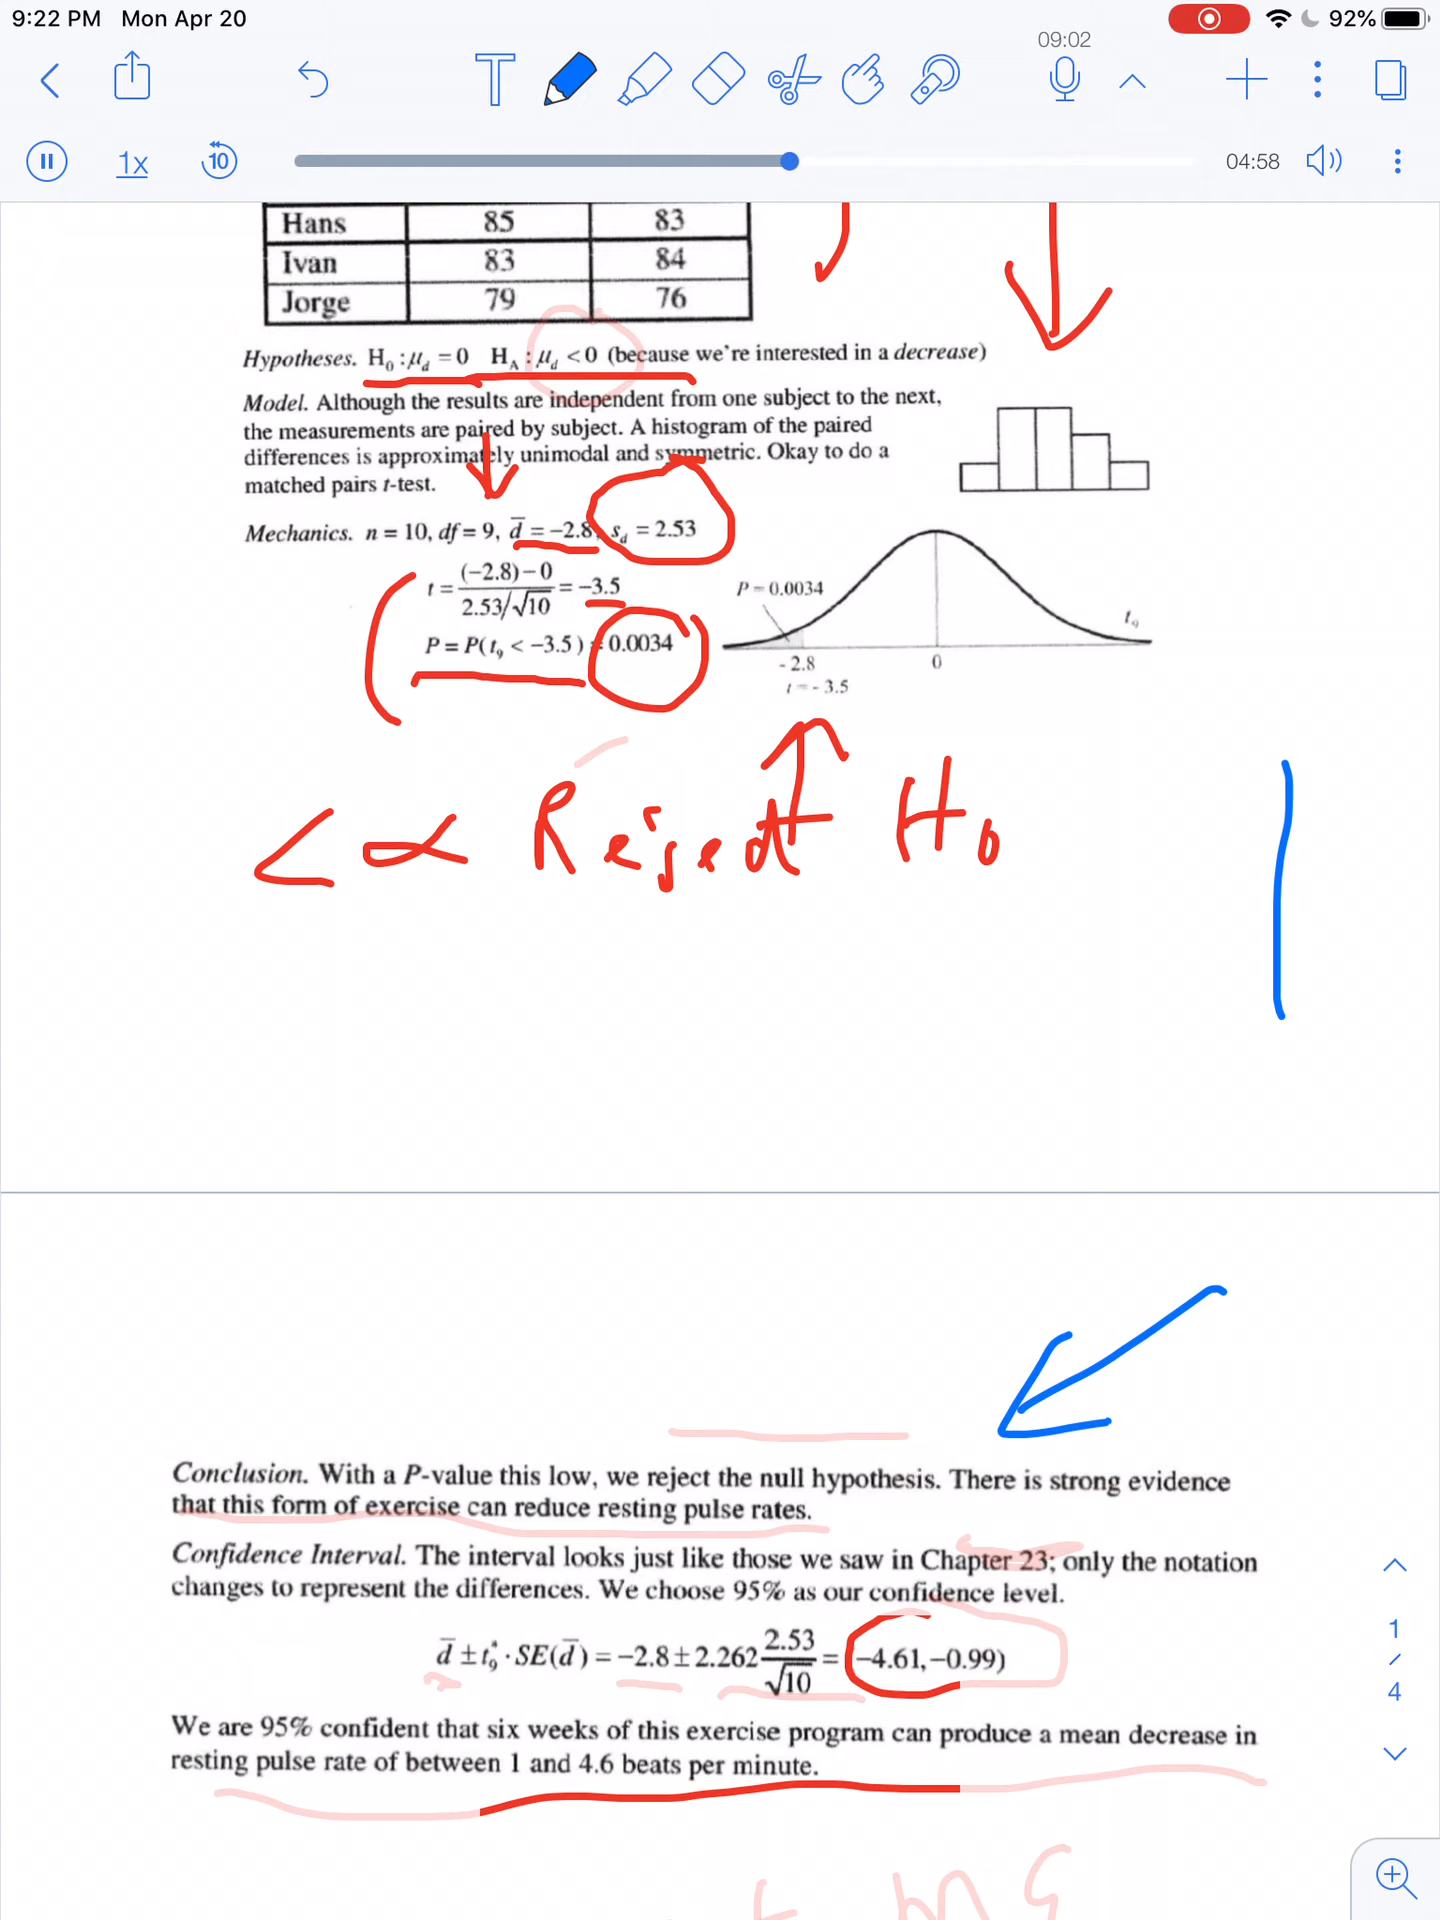 9:22 PM Mon Apr 20 92%
09:02
T
1x 10 04:58
Hans 85 83
Ivan 83 84
Jorge 79 76
Hypotheses. H₀ : μ_d = 0 H_A : μ_d < 0 (because we're interested in a decrease)
Model. Although the results are independent from one subject to the next,
the measurements are paired by subject. A histogram of the paired
differences is approximately unimodal and symmetric. Okay to do a
matched pairs t-test.
Mechanics. n = 10, df = 9, d̅ = −2.8, s_d = 2.53
t = (−2.8) − 0 / 2.53/√10 = −3.5
P = P(t₉ < −3.5) = 0.0034
P = 0.0034
t₉
-2.8 0
t = - 3.5
< α Reject H₀
Conclusion. With a P-value this low, we reject the null hypothesis. There is strong evidence
that this form of exercise can reduce resting pulse rates.
Confidence Interval. The interval looks just like those we saw in Chapter 23; only the notation
changes to represent the differences. We choose 95% as our confidence level.
d̅ ± t₉* · SE(d̅) = −2.8 ± 2.262 2.53/√10 = (−4.61, −0.99)
We are 95% confident that six weeks of this exercise program can produce a mean decrease in
resting pulse rate of between 1 and 4.6 beats per minute.
1
/
4